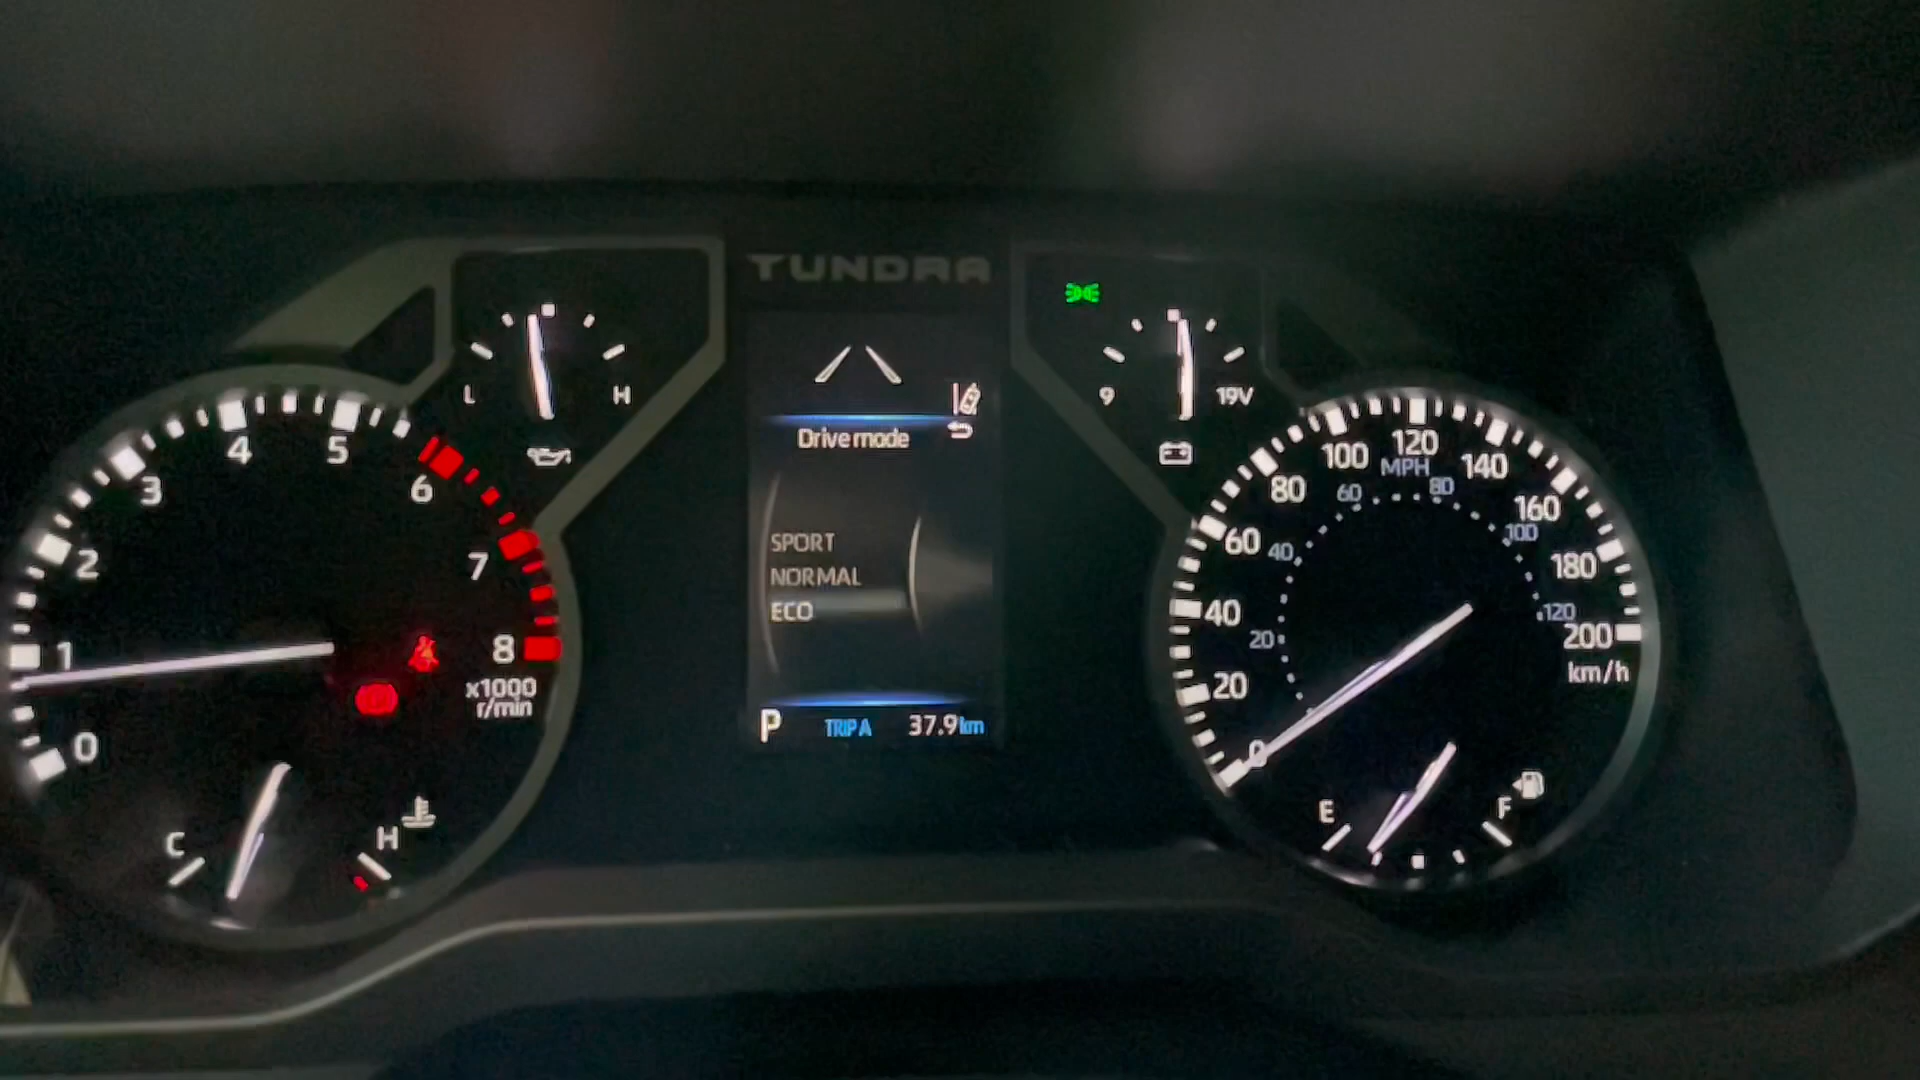 TUNDRA
L H
9 19V
0 1 2 3 4 5 6 7 8
x1000
r/min
C H
Drive mode
SPORT
NORMAL
ECO
P TRIP A 37.9 km
0 20 40 60 80 100 120 140 160 180 200
km/h
MPH
20 40 60 80 100 120
E F